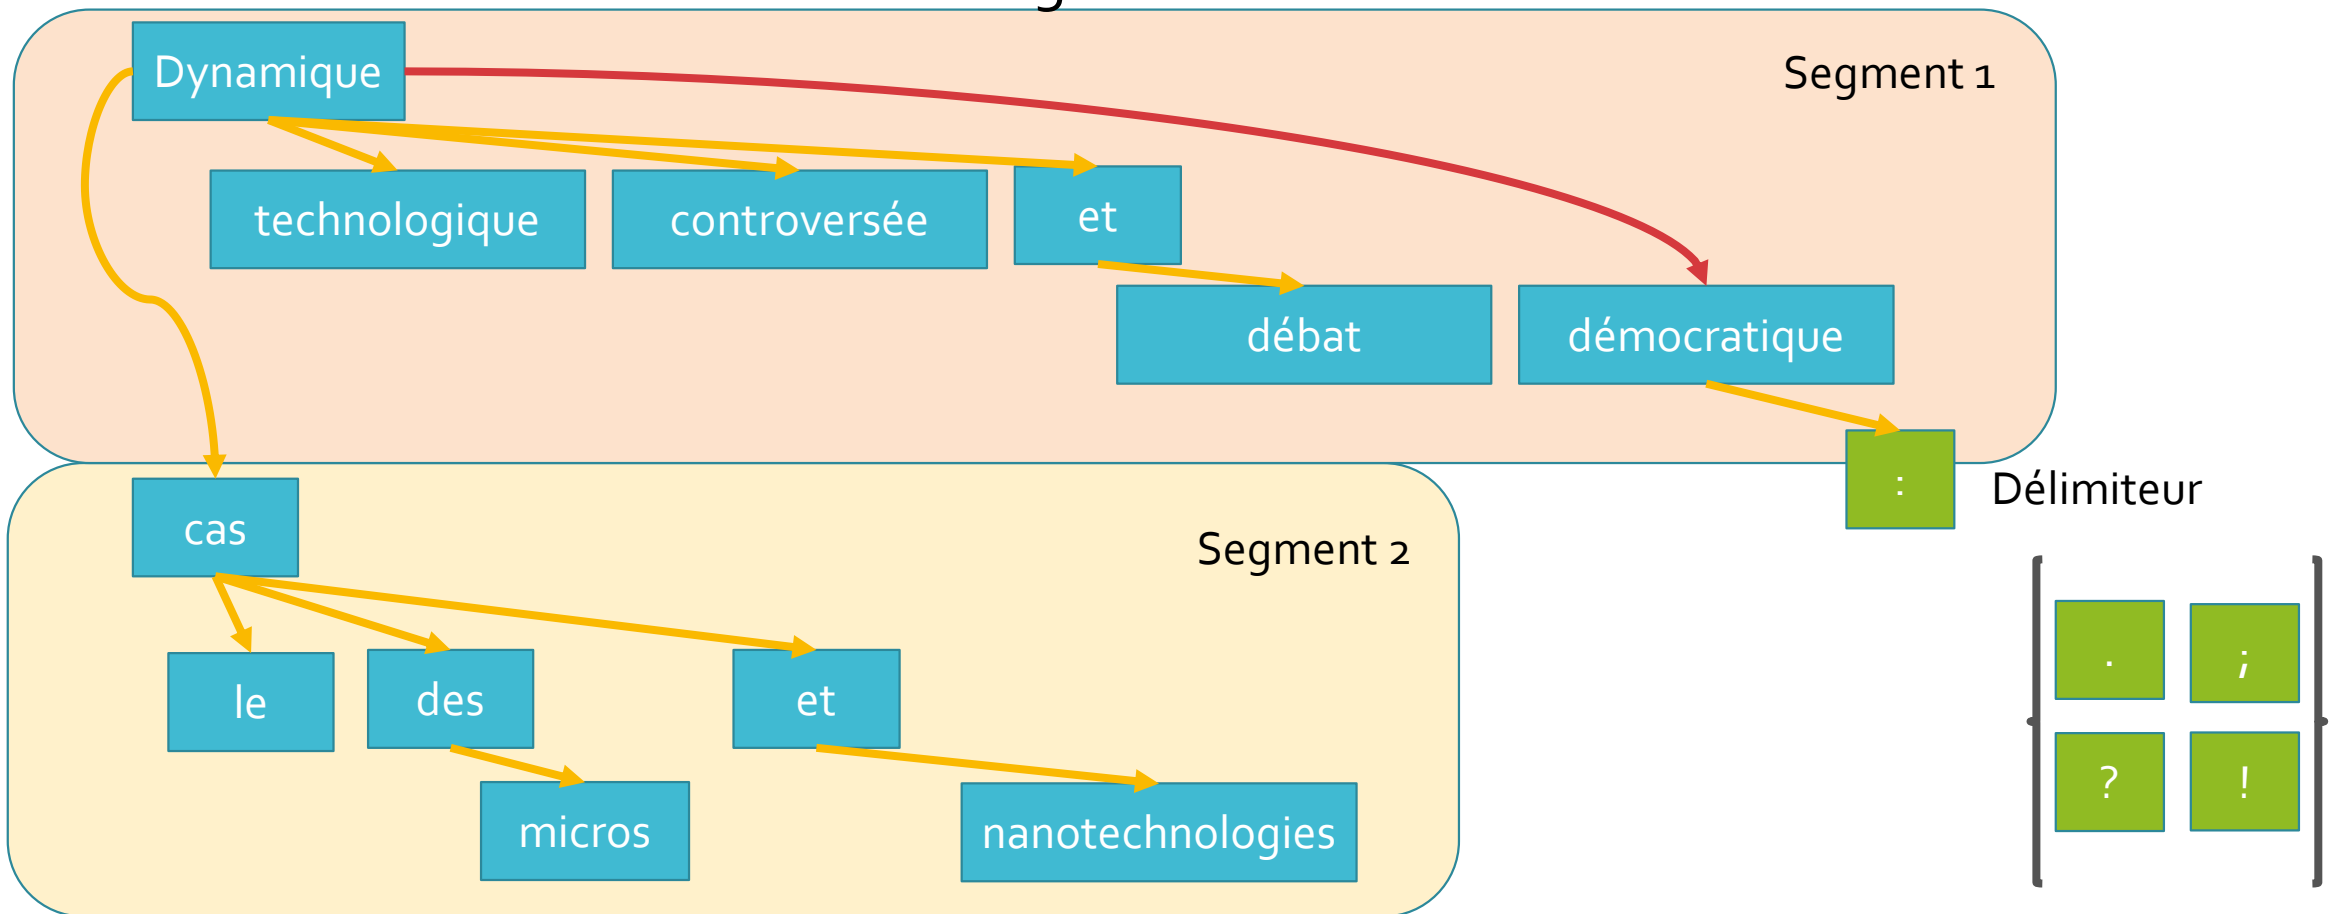 Dynamique
Segment 1
technologique controversée et
débat démocratique
:
Délimiteur
cas
Segment 2
le des et
micros nanotechnologies
. ;
? !